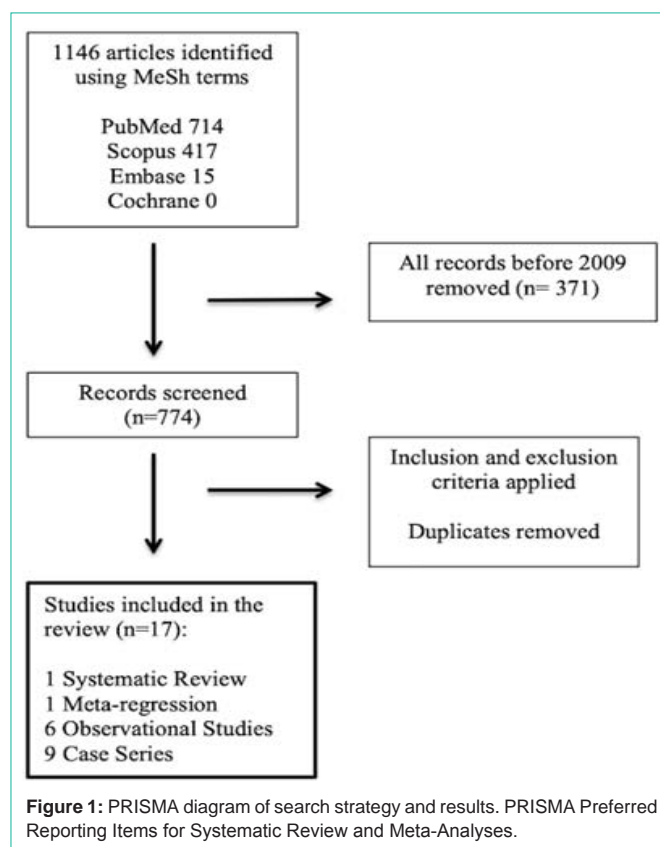 1146 articles identified
using MeSh terms
PubMed 714
Scopus 417
Embase 15
Cochrane 0
All records before 2009
removed (n= 371)
Records screened
(n=774)
Inclusion and exclusion
criteria applied
Duplicates removed
Studies included in the
review (n=17):
1 Systematic Review
1 Meta-regression
6 Observational Studies
9 Case Series
Figure 1: PRISMA diagram of search strategy and results. PRISMA Preferred
Reporting Items for Systematic Review and Meta-Analyses.